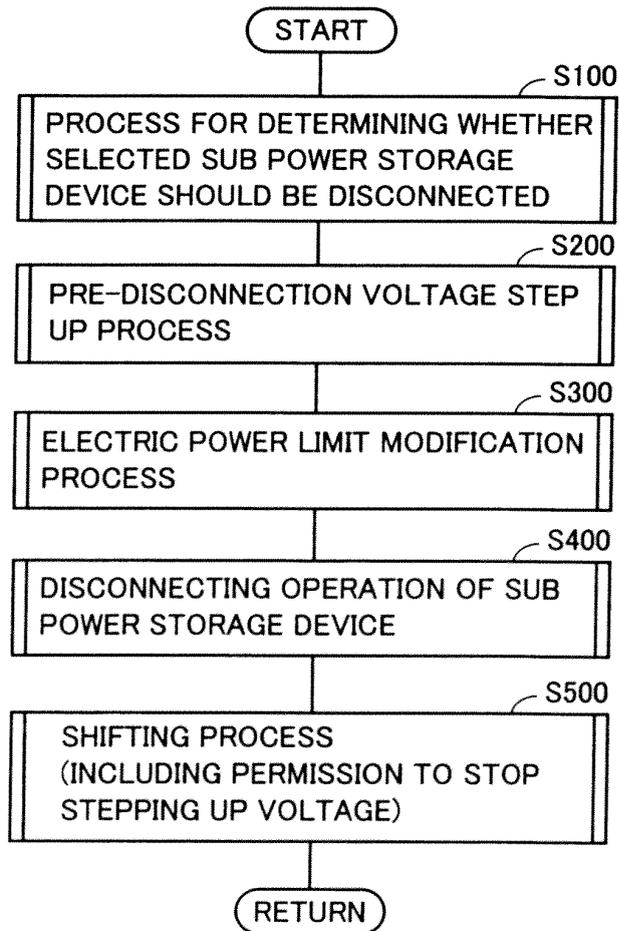 START
S100
PROCESS FOR DETERMINING WHETHER
SELECTED SUB POWER STORAGE
DEVICE SHOULD BE DISCONNECTED
S200
PRE-DISCONNECTION VOLTAGE STEP
UP PROCESS
S300
ELECTRIC POWER LIMIT MODIFICATION
PROCESS
S400
DISCONNECTING OPERATION OF SUB
POWER STORAGE DEVICE
S500
SHIFTING PROCESS
(INCLUDING PERMISSION TO STOP
STEPPING UP VOLTAGE)
RETURN